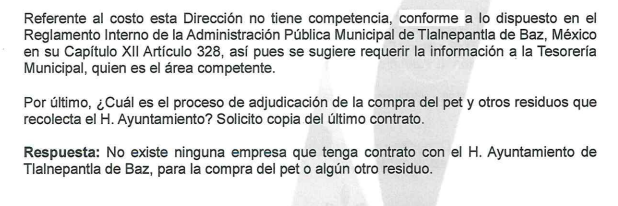 Referente al costo esta Dirección no tiene competencia, conforme a lo dispuesto en el
Reglamento Interno de la Administración Pública Municipal de Tlalnepantla de Baz, México
en su Capítulo XII Artículo 328, así pues se sugiere requerir la información a la Tesorería
Municipal, quien es el área competente.
Por último, ¿Cuál es el proceso de adjudicación de la compra del pet y otros residuos que
recolecta el H. Ayuntamiento? Solicito copia del último contrato.
Respuesta: No existe ninguna empresa que tenga contrato con el H. Ayuntamiento de
Tlalnepantla de Baz, para la compra del pet o algún otro residuo.